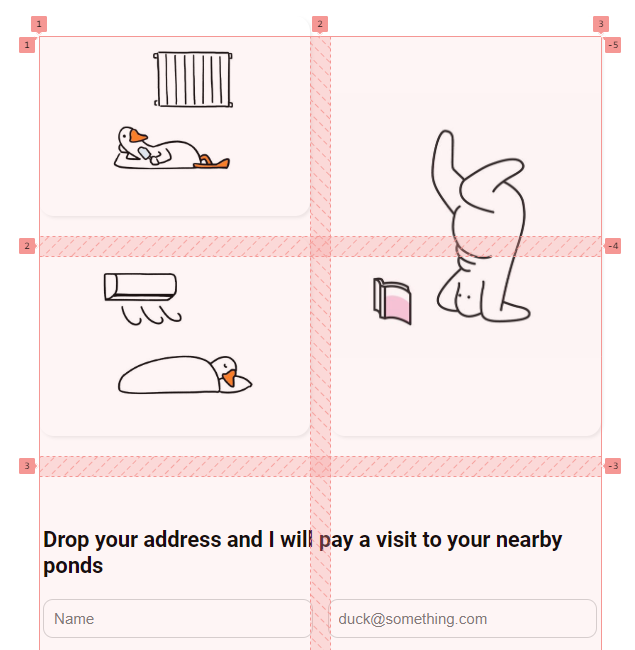 1 2 3
1 -5
2 -4
3 -3
Drop your address and I will pay a visit to your nearby
ponds
Name duck@something.com